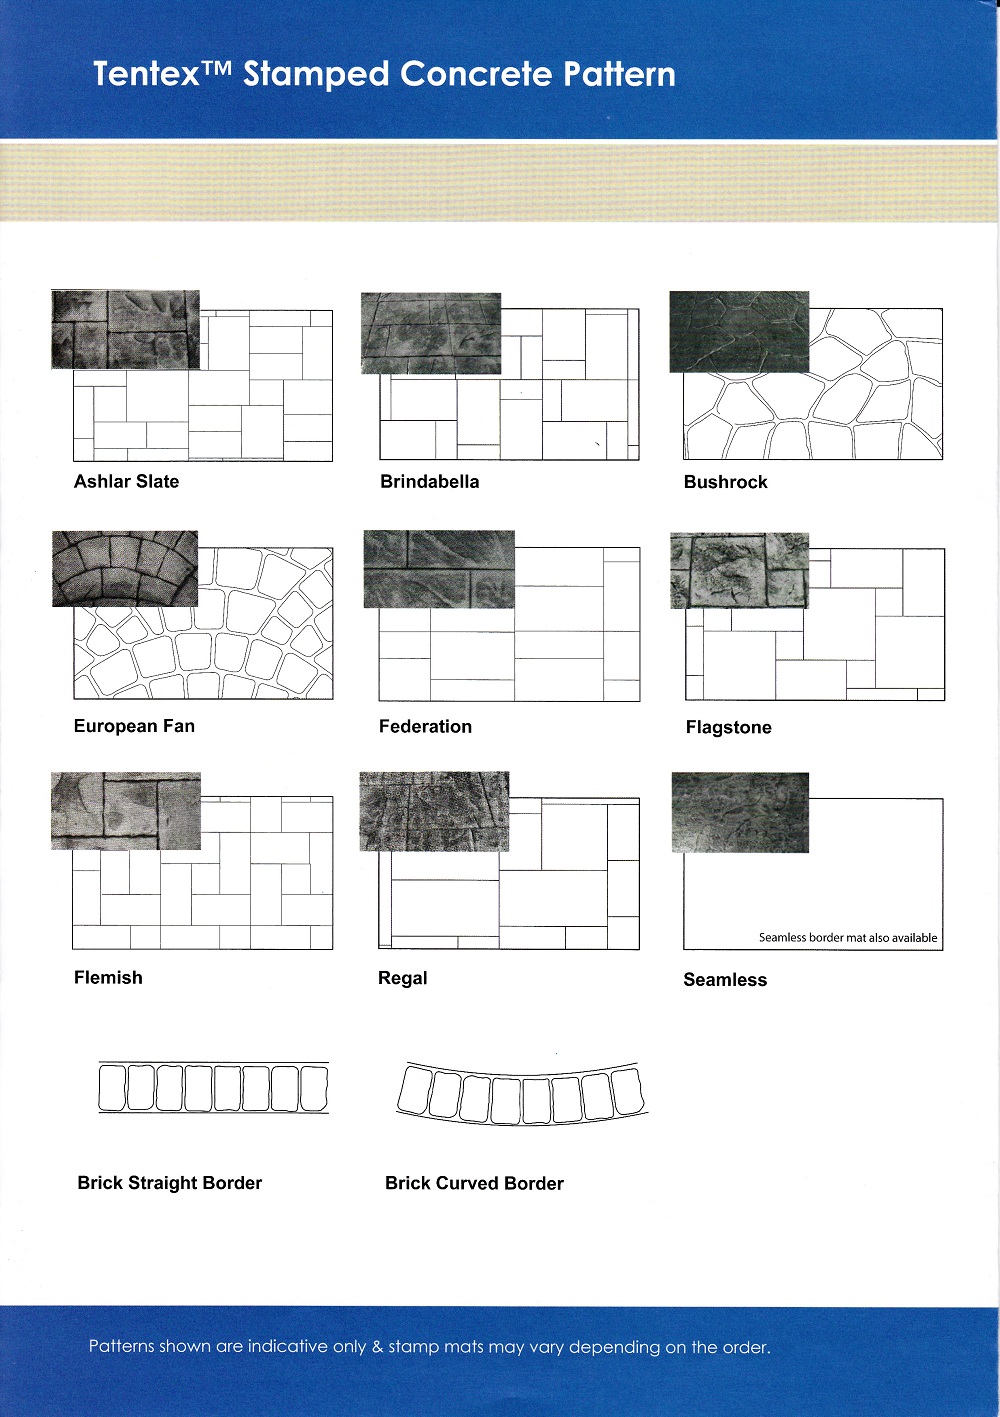 Tentex™ Stamped Concrete Pattern
Ashlar Slate
Brindabella
Bushrock
European Fan
Federation
Flagstone
Flemish
Regal
Seamless border mat also available
Seamless
Brick Straight Border
Brick Curved Border
Patterns shown are indicative only & stamp mats may vary depending on the order.